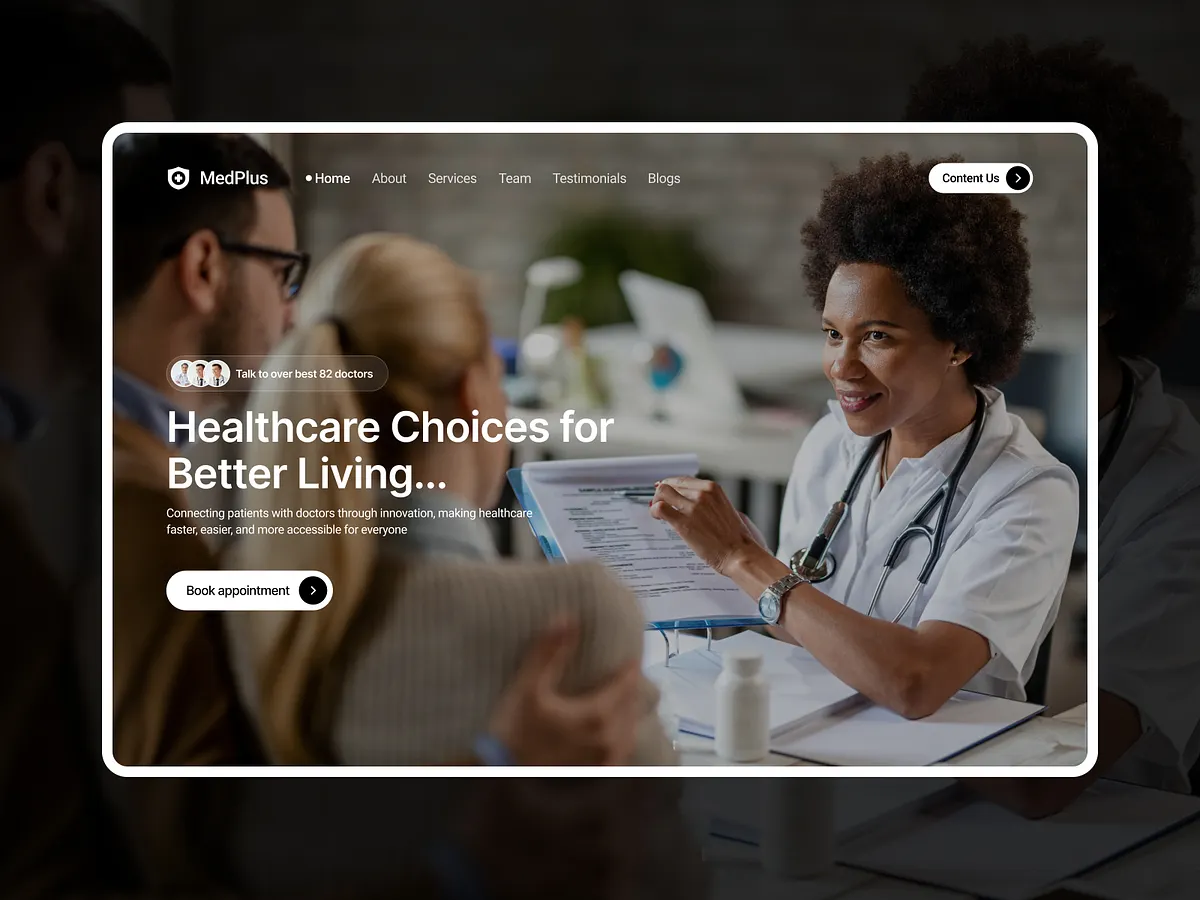 MedPlus
Home
About
Services
Team
Testimonials
Blogs
Content Us
Talk to over best 82 doctors
Healthcare Choices for
Better Living...
Connecting patients with doctors through innovation, making healthcare
faster, easier, and more accessible for everyone
Book appointment